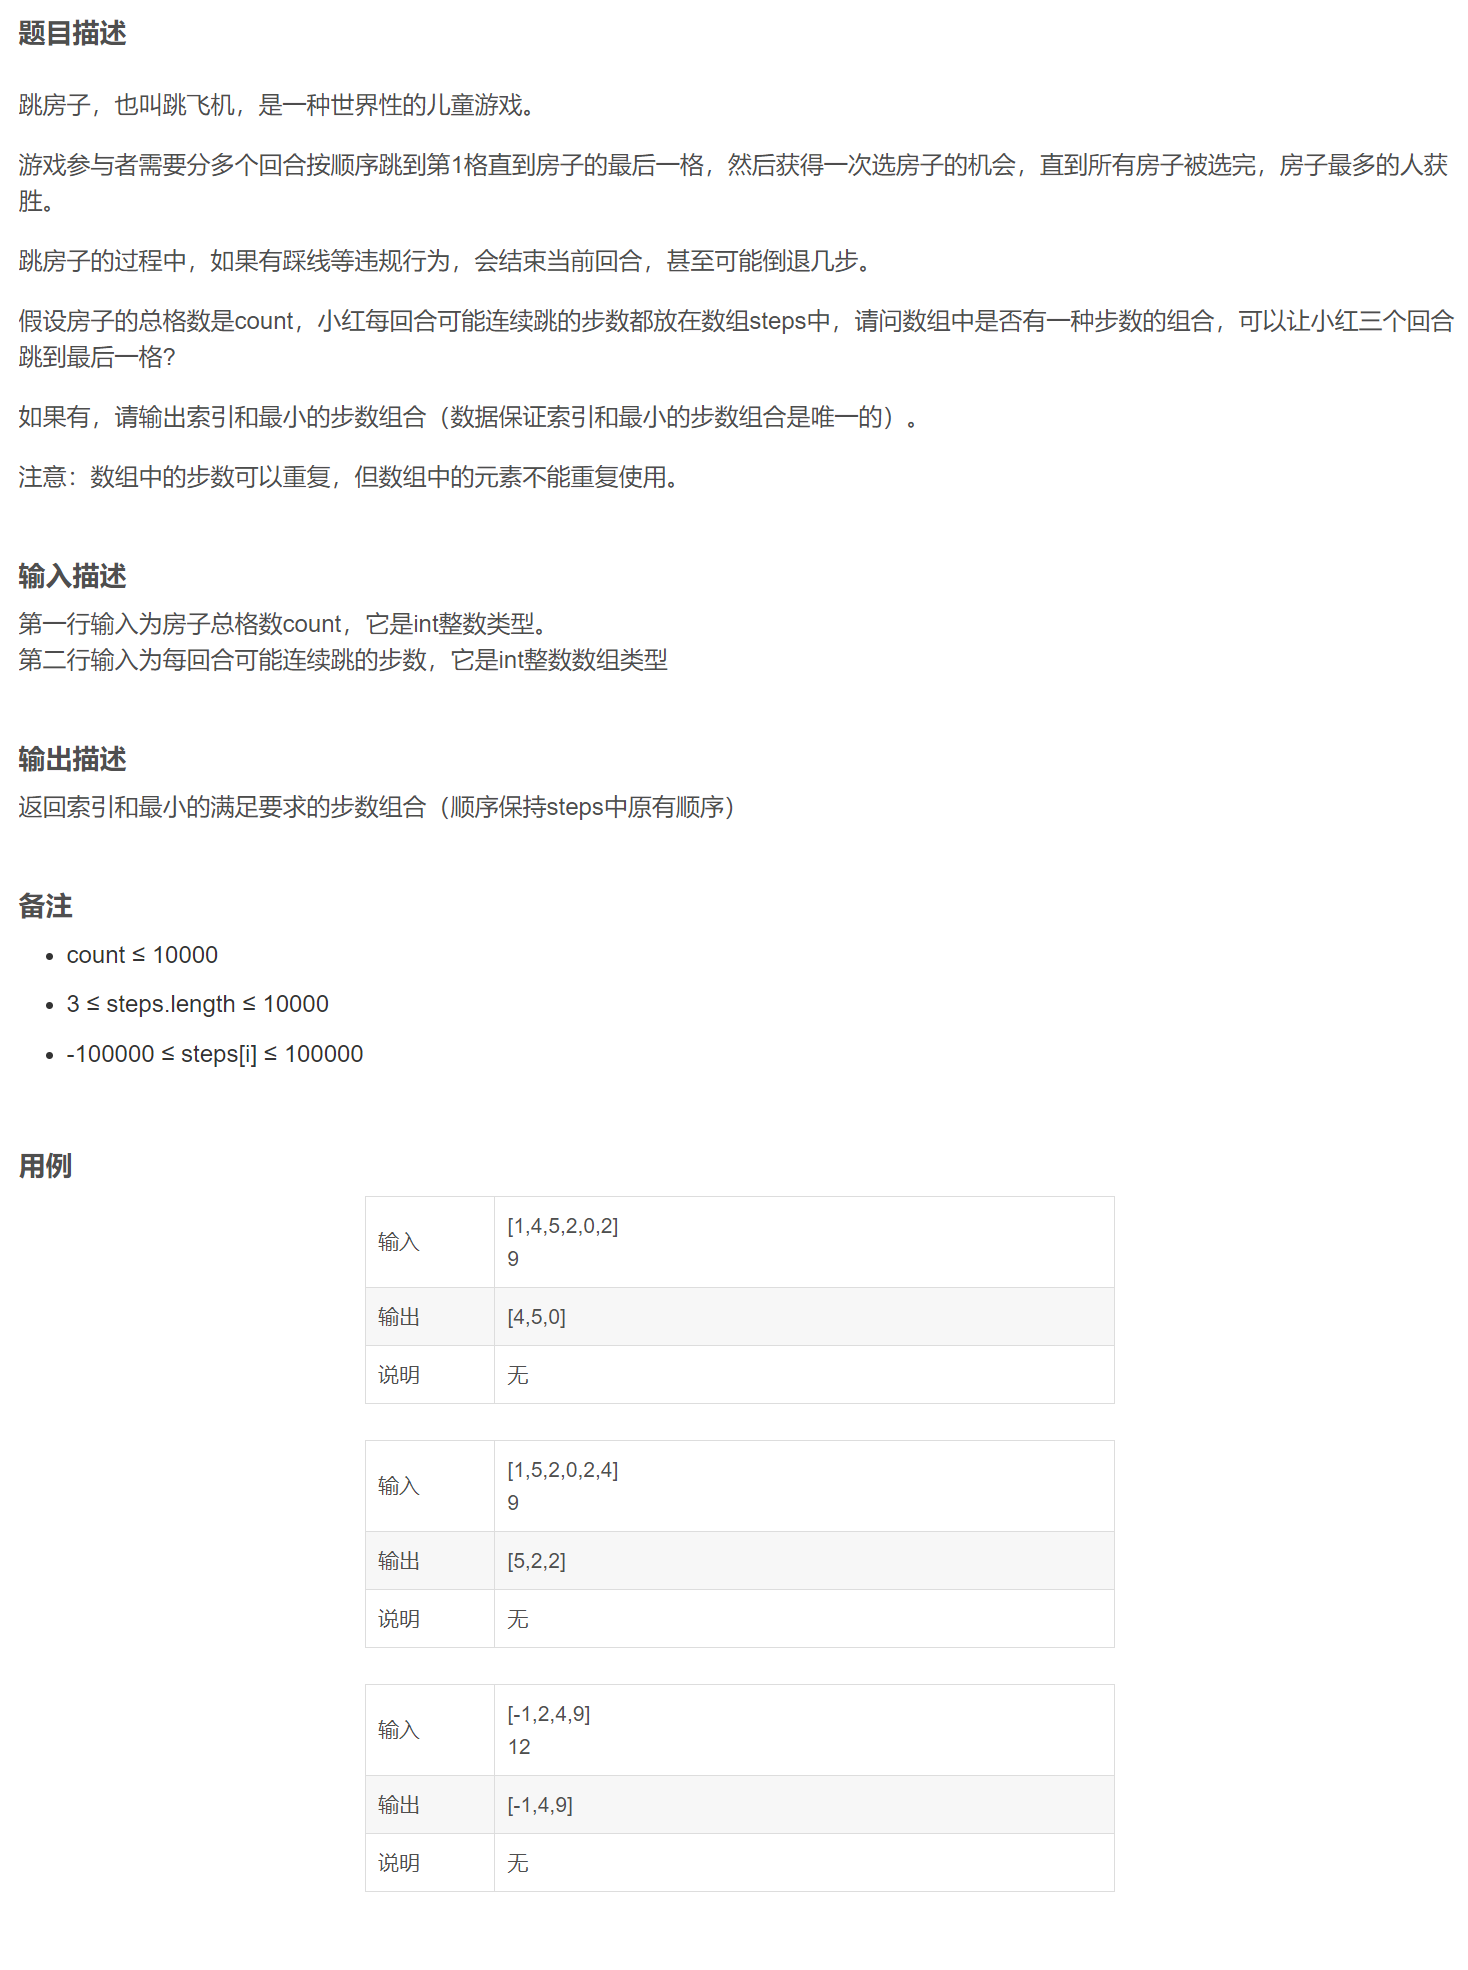 题目描述
跳房子，也叫跳飞机，是一种世界性的儿童游戏。
游戏参与者需要分多个回合按顺序跳到第1格直到房子的最后一格，然后获得一次选房子的机会，直到所有房子被选完，房子最多的人获
胜。
跳房子的过程中，如果有踩线等违规行为，会结束当前回合，甚至可能倒退几步。
假设房子的总格数是count，小红每回合可能连续跳的步数都放在数组steps中，请问数组中是否有一种步数的组合，可以让小红三个回合
跳到最后一格？
如果有，请输出索引和最小的步数组合（数据保证索引和最小的步数组合是唯一的）。
注意：数组中的步数可以重复，但数组中的元素不能重复使用。
输入描述
第一行输入为房子总格数count，它是int整数类型。
第二行输入为每回合可能连续跳的步数，它是int整数数组类型
输出描述
返回索引和最小的满足要求的步数组合（顺序保持steps中原有顺序）
备注
• count ≤ 10000
• 3 ≤ steps.length ≤ 10000
• -100000 ≤ steps[i] ≤ 100000
用例
输入
[1,4,5,2,0,2]
9
输出
[4,5,0]
说明
无
输入
[1,5,2,0,2,4]
9
输出
[5,2,2]
说明
无
输入
[-1,2,4,9]
12
输出
[-1,4,9]
说明
无